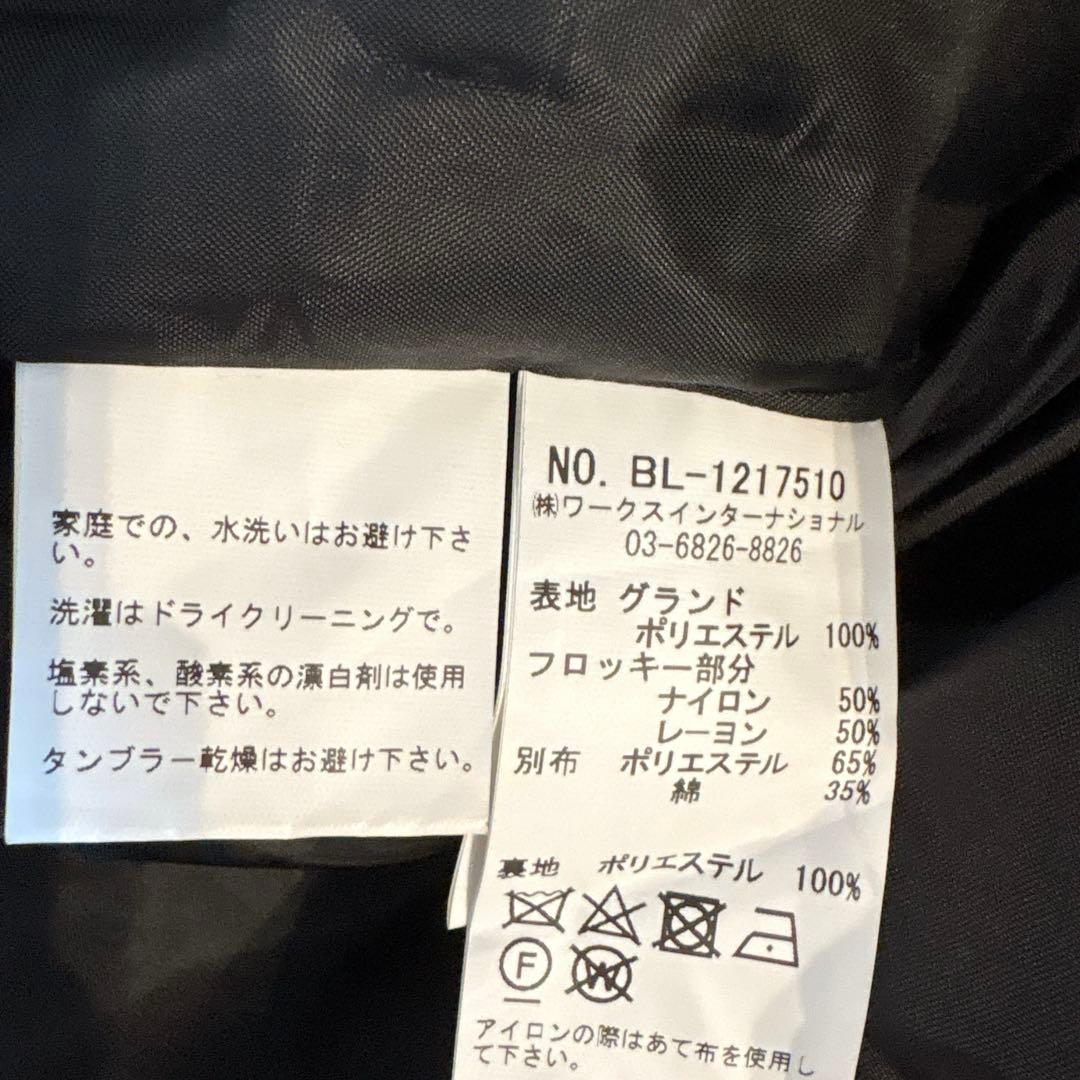 家庭での、水洗いはお避け下さ
い。
洗濯はドライクリーニングで。
塩素系、酸素系の漂白剤は使用
しないで下さい。
タンブラー乾燥はお避け下さい。
NO. BL-1217510
㈱ワークスインターナショナル
03-6826-8826
表地 グランド
ポリエステル 100%
フロッキー部分
ナイロン 50%
レーヨン 50%
別布 ポリエステル 65%
綿 35%
裏地 ポリエステル 100%
F W
アイロンの際はあて布を使用し
て下さい。